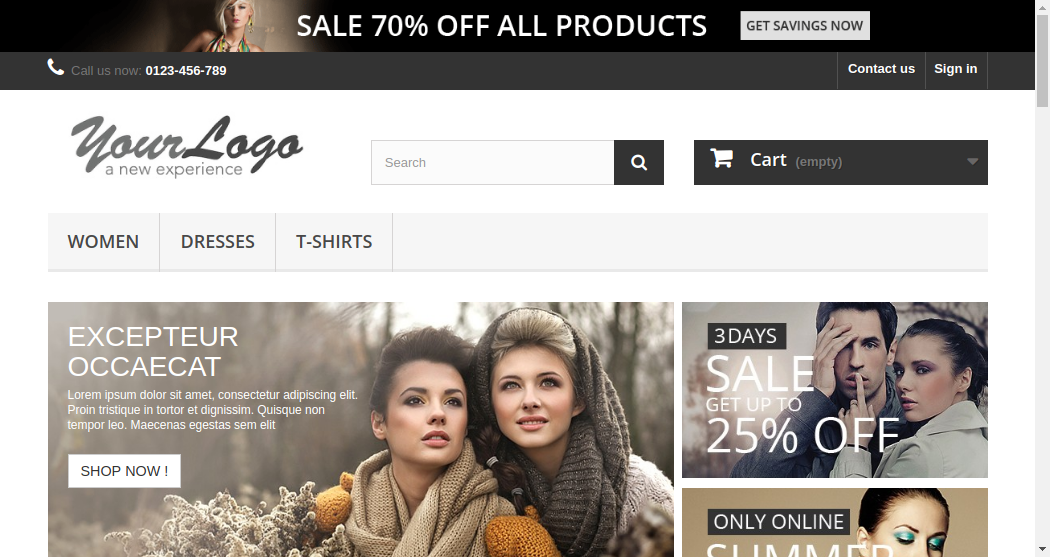 SALE 70% OFF ALL PRODUCTS GET SAVINGS NOW
Call us now: 0123-456-789 Contact us Sign in
YourLogo
a new experience
Search
Cart (empty)
WOMEN DRESSES T-SHIRTS
EXCEPTEUR
OCCAECAT
Lorem ipsum dolor sit amet, consectetur adipiscing elit.
Proin tristique in tortor et dignissim. Quisque non
tempor leo. Maecenas egestas sem elit
SHOP NOW !
3DAYS
SALE
GET UP TO
25% OFF
ONLY ONLINE
SUMMER